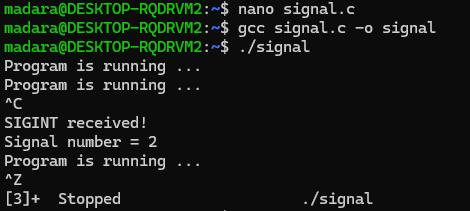 madara@DESKTOP-RQDRVM2:~$ nano signal.c
madara@DESKTOP-RQDRVM2:~$ gcc signal.c -o signal
madara@DESKTOP-RQDRVM2:~$ ./signal
Program is running ...
Program is running ...
^C
SIGINT received!
Signal number = 2
Program is running ...
^Z
[3]+  Stopped                 ./signal